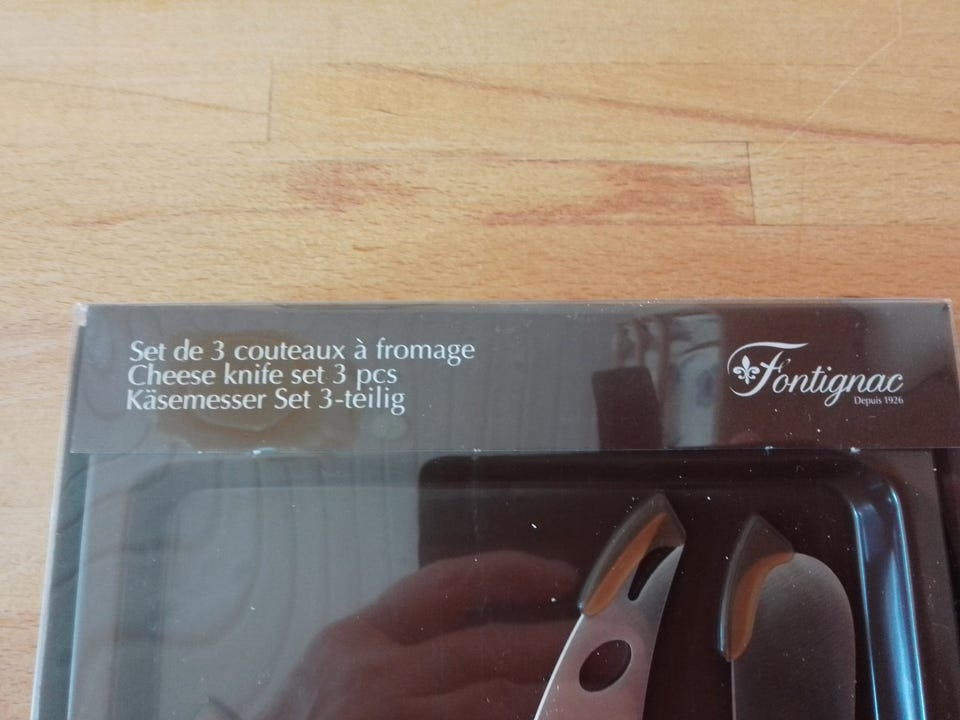 Set de 3 couteaux à fromage
Cheese knife set 3 pcs
Käsemesser Set 3-teilig
Fontignac
Depuis 1926